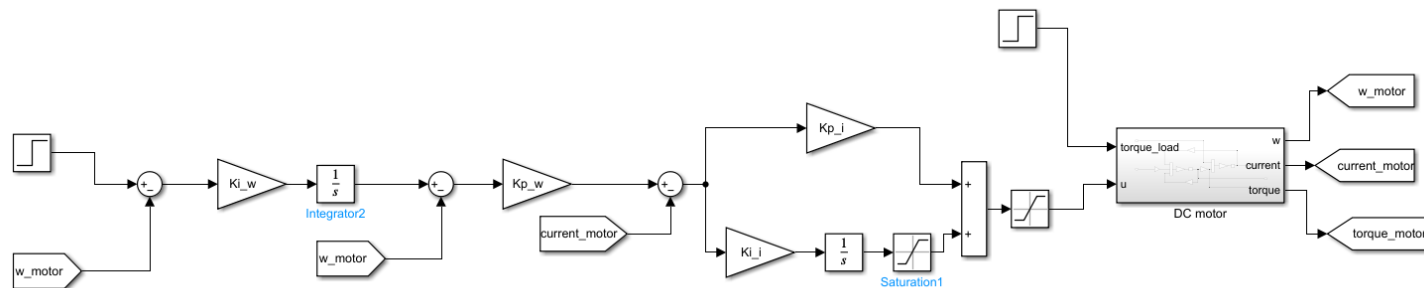 w_motor
+
−
Ki_w
1
s
Integrator2
w_motor
+
−
Kp_w
current_motor
+
−
Kp_i
Ki_i
1
s
Saturation1
+
+
torque_load
u
w
current
torque
DC motor
w_motor
current_motor
torque_motor